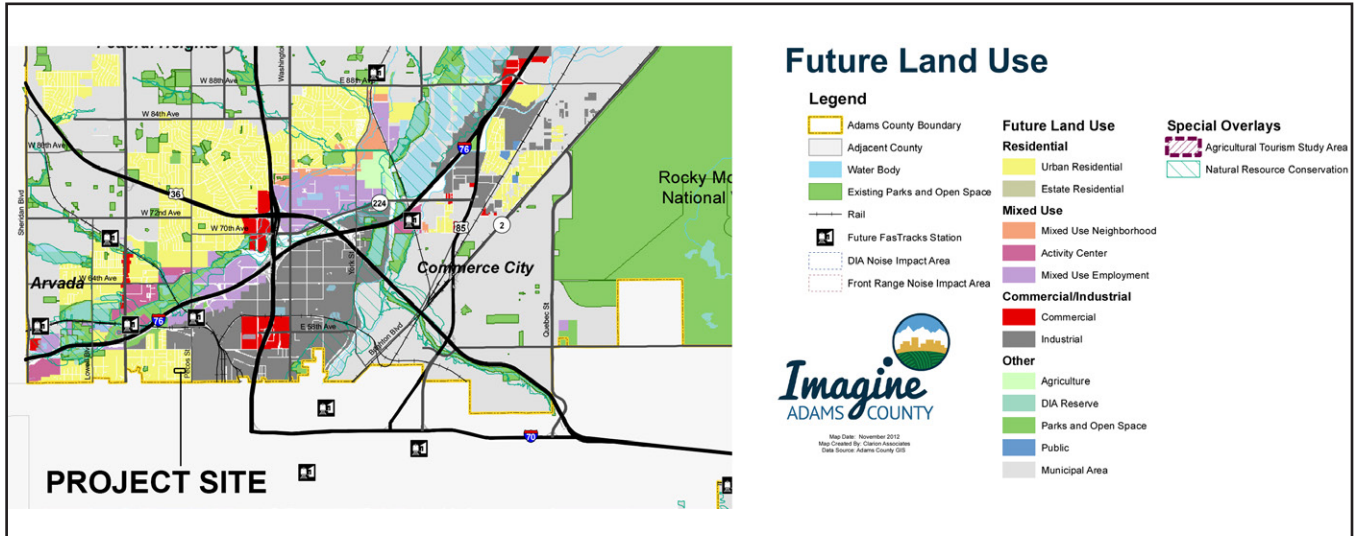 Federal Heights
Washington
W 88th Ave
E 88th Ave
W 84th Ave
W 80th Ave
76
Rocky Mo
National
Sheridan Blvd
36
224
W 72nd Ave
W 70th Ave
85
2
York St
Commerce City
W 64th Ave
Arvada
76
E 58th Ave
Brighton Blvd
Quebec St
Lowell Blvd
Pecos St
70
PROJECT SITE
Future Land Use
Legend
Adams County Boundary
Adjacent County
Water Body
Existing Parks and Open Space
Rail
Future FasTracks Station
DIA Noise Impact Area
Front Range Noise Impact Area
Imagine
ADAMS COUNTY
Map Date: November 2012
Map Created By: Clarion Associates
Data Source: Adams County GIS
Future Land Use
Residential
Urban Residential
Estate Residential
Mixed Use
Mixed Use Neighborhood
Activity Center
Mixed Use Employment
Commercial/Industrial
Commercial
Industrial
Other
Agriculture
DIA Reserve
Parks and Open Space
Public
Municipal Area
Special Overlays
Agricultural Tourism Study Area
Natural Resource Conservation